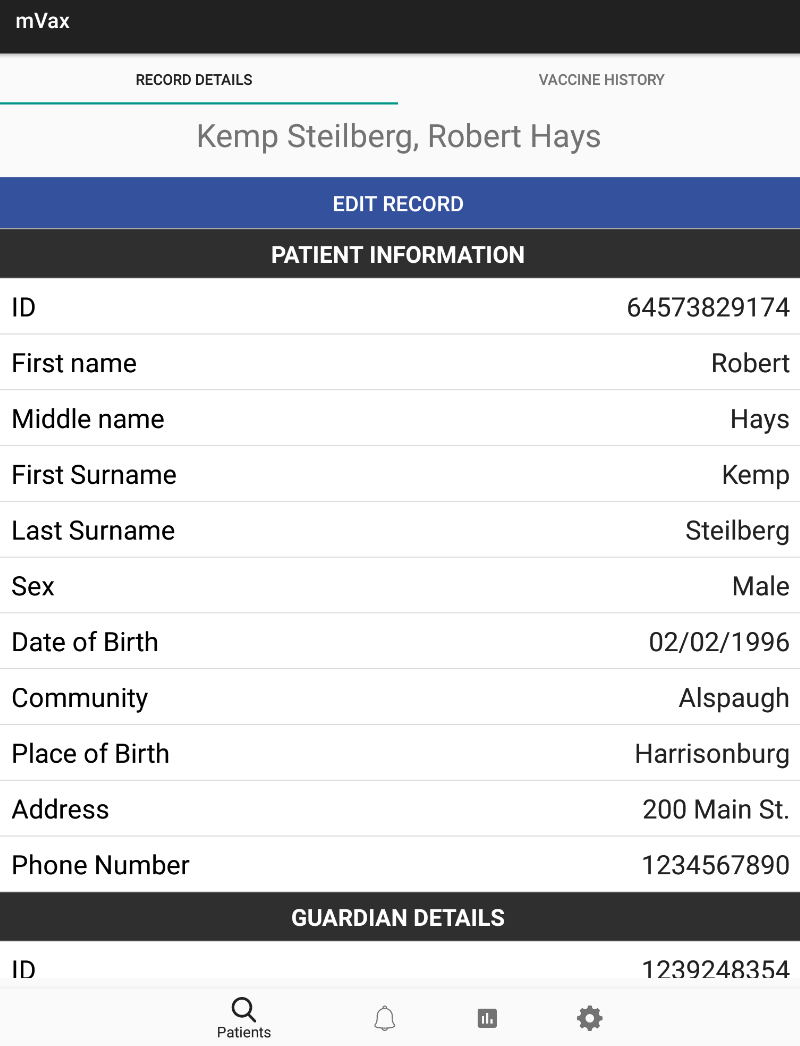 mVax
RECORD DETAILS VACCINE HISTORY
Kemp Steilberg, Robert Hays
EDIT RECORD
PATIENT INFORMATION
ID 64573829174
First name Robert
Middle name Hays
First Surname Kemp
Last Surname Steilberg
Sex Male
Date of Birth 02/02/1996
Community Alspaugh
Place of Birth Harrisonburg
Address 200 Main St.
Phone Number 1234567890
GUARDIAN DETAILS
ID 1239248354
Patients